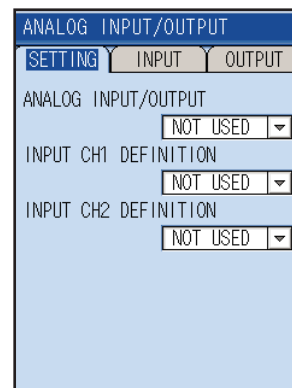 ANALOG INPUT/OUTPUT
SETTING INPUT OUTPUT
ANALOG INPUT/OUTPUT
NOT USED
INPUT CH1 DEFINITION
NOT USED
INPUT CH2 DEFINITION
NOT USED